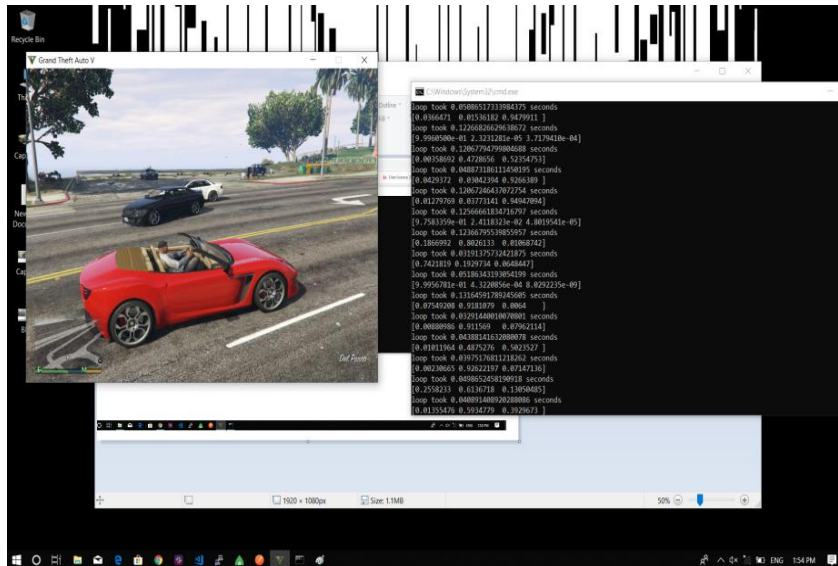 Recycle Bin
Grand Theft Auto V
Outline
C:\Windows\System32\cmd.exe
loop took 0.05086517333984375 seconds
[0.0366471 0.01536182 0.9479911 ]
loop took 0.12266826629638672 seconds
[9.9960500e-01 2.3231281e-05 3.7179410e-04]
loop took 0.12067794799804688 seconds
[0.00358692 0.4728656 0.52354753]
loop took 0.048873186111450195 seconds
[0.0429372 0.03042394 0.9266389 ]
loop took 0.12067246437072754 seconds
[0.01279769 0.03773141 0.94947094]
loop took 0.12566661834716797 seconds
[9.7583359e-01 2.4118323e-02 4.8019541e-05]
loop took 0.12366795539855957 seconds
[0.1866992 0.8026133 0.01068742]
loop took 0.03191375732421875 seconds
[0.7421819 0.1929734 0.0648447]
loop took 0.05186343193054199 seconds
[9.9956781e-01 4.3220856e-04 8.0292235e-09]
loop took 0.13164591789245605 seconds
[0.07549208 0.9181079 0.0064 ]
loop took 0.03291440010070801 seconds
[0.00880986 0.911569 0.07962114]
loop took 0.04388141632080078 seconds
[0.01011964 0.4875276 0.5023527 ]
loop took 0.03975176811218262 seconds
[0.00230665 0.92622197 0.07147136]
loop took 0.0498652458190918 seconds
[0.2558233 0.6136718 0.13050485]
loop took 0.040891408920288086 seconds
[0.01355476 0.5934779 0.3929673 ]
Del Perro
1920 × 1080px
Size: 1.1MB
50%
ENG
1:54 PM